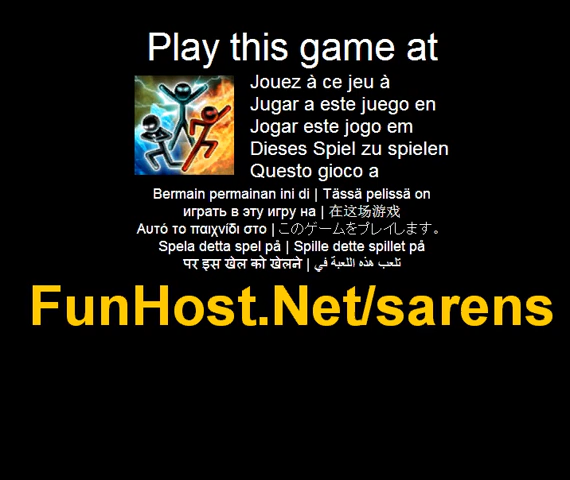 Play this game at
Jouez à ce jeu à
Jugar a este juego en
Jogar este jogo em
Dieses Spiel zu spielen
Questo gioco a
Bermain permainan ini di | Tässä pelissä on
играть в эту игру на | 在这场游戏
Αυτό το παιχνίδι στο | このゲームをプレイします。
Spela detta spel på | Spille dette spillet på
पर इस खेल को खेलने | تلعب هذه اللعبة في
FunHost.Net/sarens